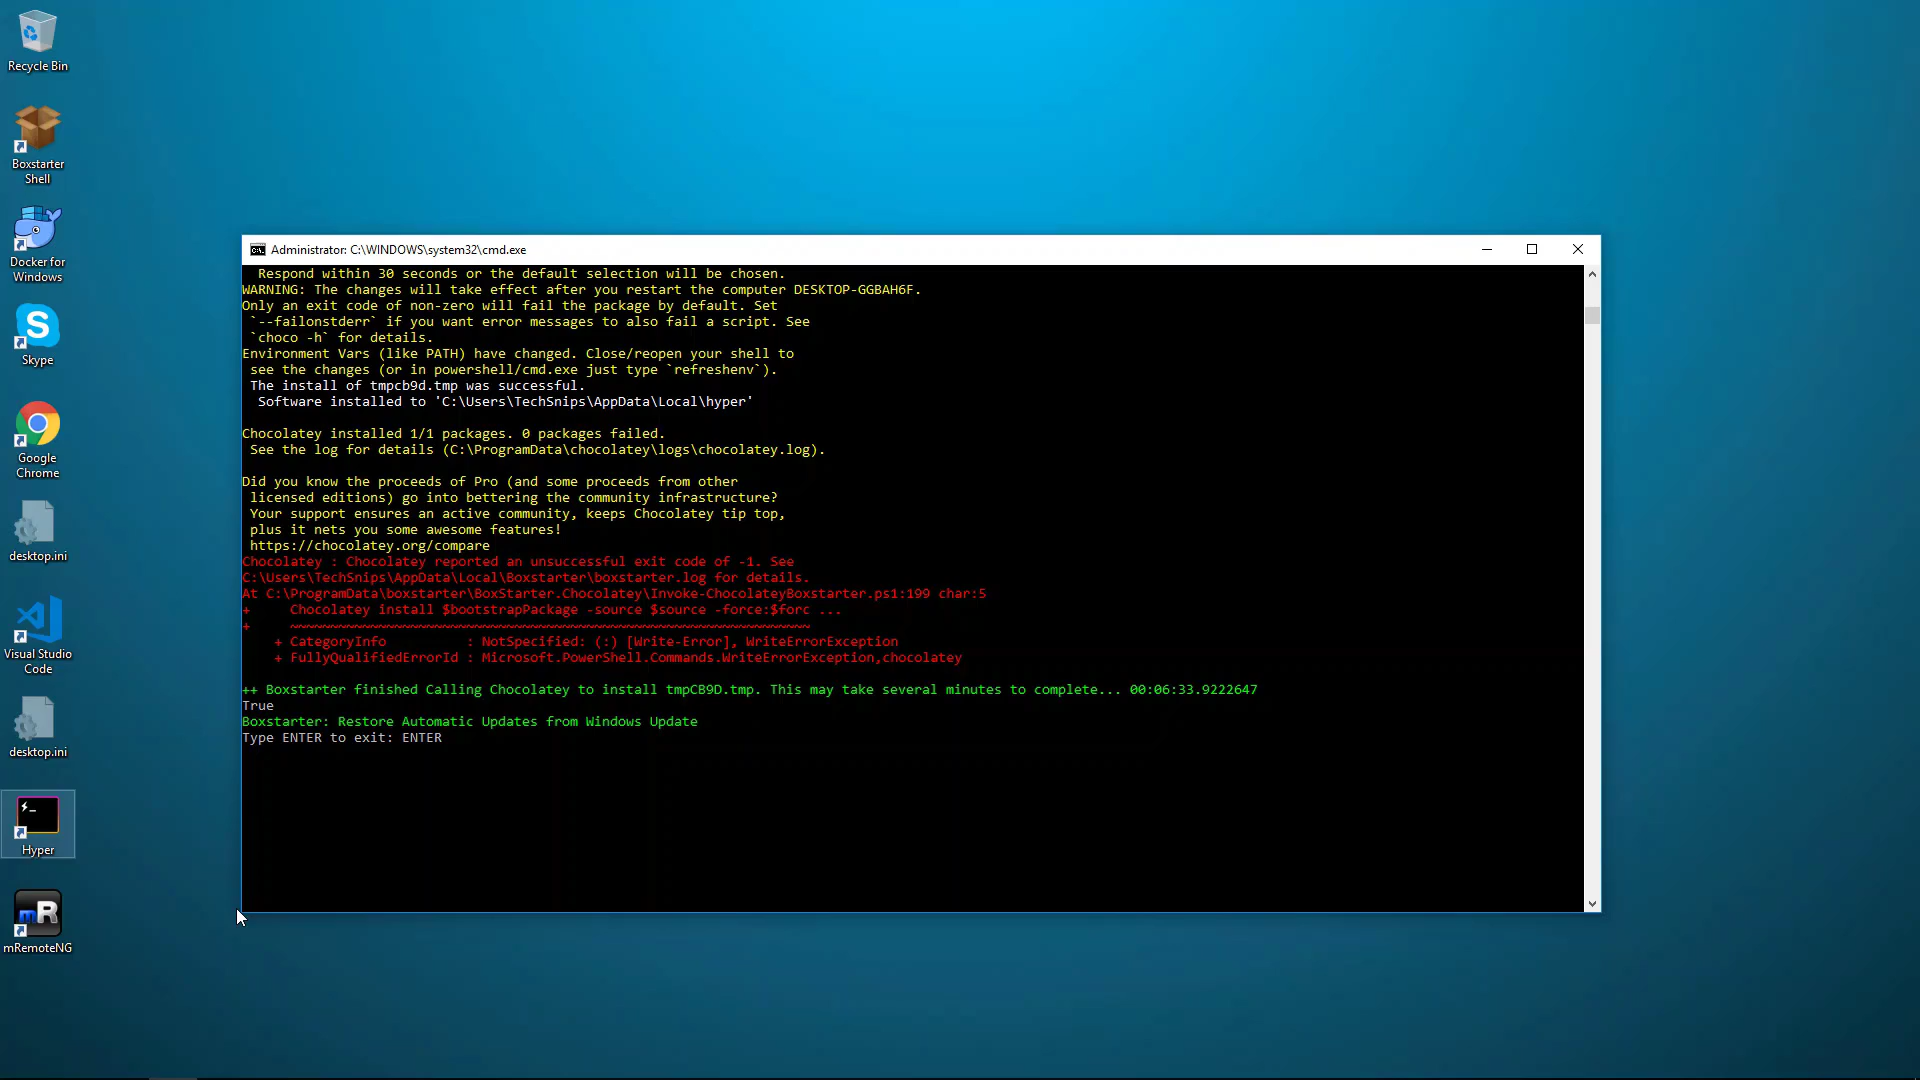 Recycle Bin
Boxstarter
Shell
Docker for
Windows
Skype
Google
Chrome
desktop.ini
Visual Studio
Code
desktop.ini
Hyper
mR
mRemoteNG
Administrator: C:\WINDOWS\system32\cmd.exe
Respond within 30 seconds or the default selection will be chosen.
WARNING: The changes will take effect after you restart the computer DESKTOP-GGBAH6F.
Only an exit code of non-zero will fail the package by default. Set
`--failonstderr` if you want error messages to also fail a script. See
`choco -h` for details.
Environment Vars (like PATH) have changed. Close/reopen your shell to
see the changes (or in powershell/cmd.exe just type `refreshenv`).
The install of tmpcb9d.tmp was successful.
Software installed to 'C:\Users\TechSnips\AppData\Local\hyper'
Chocolatey installed 1/1 packages. 0 packages failed.
See the log for details (C:\ProgramData\chocolatey\logs\chocolatey.log).
Did you know the proceeds of Pro (and some proceeds from other
licensed editions) go into bettering the community infrastructure?
Your support ensures an active community, keeps Chocolatey tip top,
plus it nets you some awesome features!
https://chocolatey.org/compare
Chocolatey : Chocolatey reported an unsuccessful exit code of -1. See
C:\Users\TechSnips\AppData\Local\Boxstarter\boxstarter.log for details.
At C:\ProgramData\boxstarter\BoxStarter.Chocolatey\Invoke-ChocolateyBoxstarter.ps1:199 char:5
+     Chocolatey install $bootstrapPackage -source $source -force:$forc ...
+     ~~~~~~~~~~~~~~~~~~~~~~~~~~~~~~~~~~~~~~~~~~~~~~~~~~~~~~~~~~~~~~~~~
+ CategoryInfo          : NotSpecified: (:) [Write-Error], WriteErrorException
+ FullyQualifiedErrorId : Microsoft.PowerShell.Commands.WriteErrorException,chocolatey
++ Boxstarter finished Calling Chocolatey to install tmpCB9D.tmp. This may take several minutes to complete... 00:06:33.9222647
True
Boxstarter: Restore Automatic Updates from Windows Update
Type ENTER to exit: ENTER